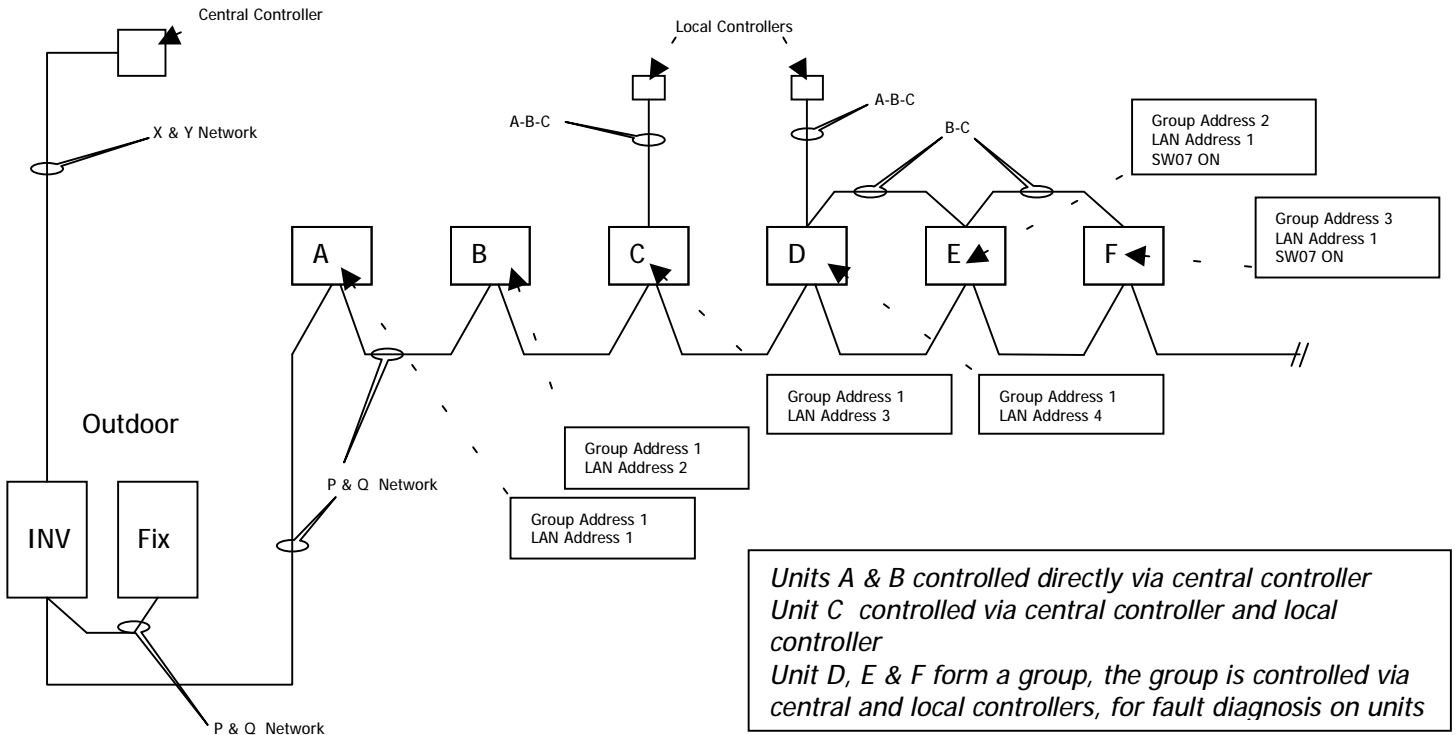 Central Controller
Local Controllers
A-B-C
A-B-C
B-C
X & Y Network
Group Address 2
LAN Address 1
SW07 ON
Group Address 3
LAN Address 1
SW07 ON
A
B
C
D
E
F
Group Address 1
LAN Address 3
Group Address 1
LAN Address 4
Outdoor
Group Address 1
LAN Address 2
P & Q Network
Group Address 1
LAN Address 1
INV
Fix
Units A & B controlled directly via central controller
Unit C controlled via central controller and local
controller
Unit D, E & F form a group, the group is controlled via
central and local controllers, for fault diagnosis on units
P & Q Network